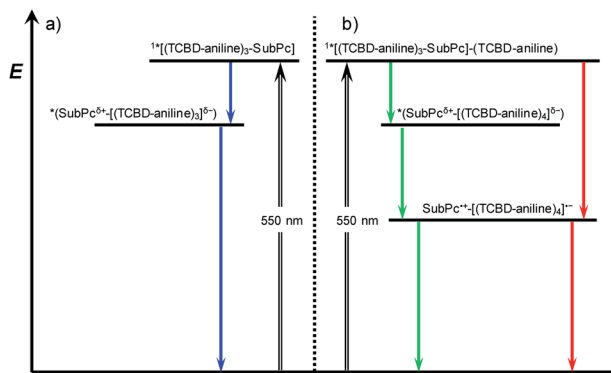 a)
b)
E
¹*[(TCBD-aniline)₃-SubPc]
¹*[(TCBD-aniline)₃-SubPc]-(TCBD-aniline)
*(SubPcᵟ⁺-[(TCBD-aniline)₃]ᵟ⁻)
*(SubPcᵟ⁺-[(TCBD-aniline)₄]ᵟ⁻)
SubPc•⁺-[(TCBD-aniline)₄]•⁻
550 nm
550 nm